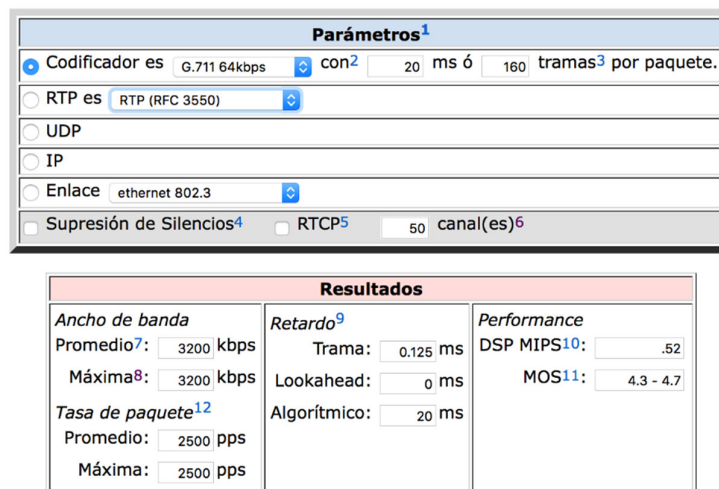 Parámetros1
Codificador es G.711 64kbps con2 20 ms ó 160 tramas3 por paquete.
RTP es RTP (RFC 3550)
UDP
IP
Enlace ethernet 802.3
Supresión de Silencios4 RTCP5 50 canal(es)6
Resultados
Ancho de banda
Promedio7: 3200 kbps
Máxima8: 3200 kbps
Tasa de paquete12
Promedio: 2500 pps
Máxima: 2500 pps
Retardo9
Trama: 0.125 ms
Lookahead: 0 ms
Algorítmico: 20 ms
Performance
DSP MIPS10: .52
MOS11: 4.3 - 4.7